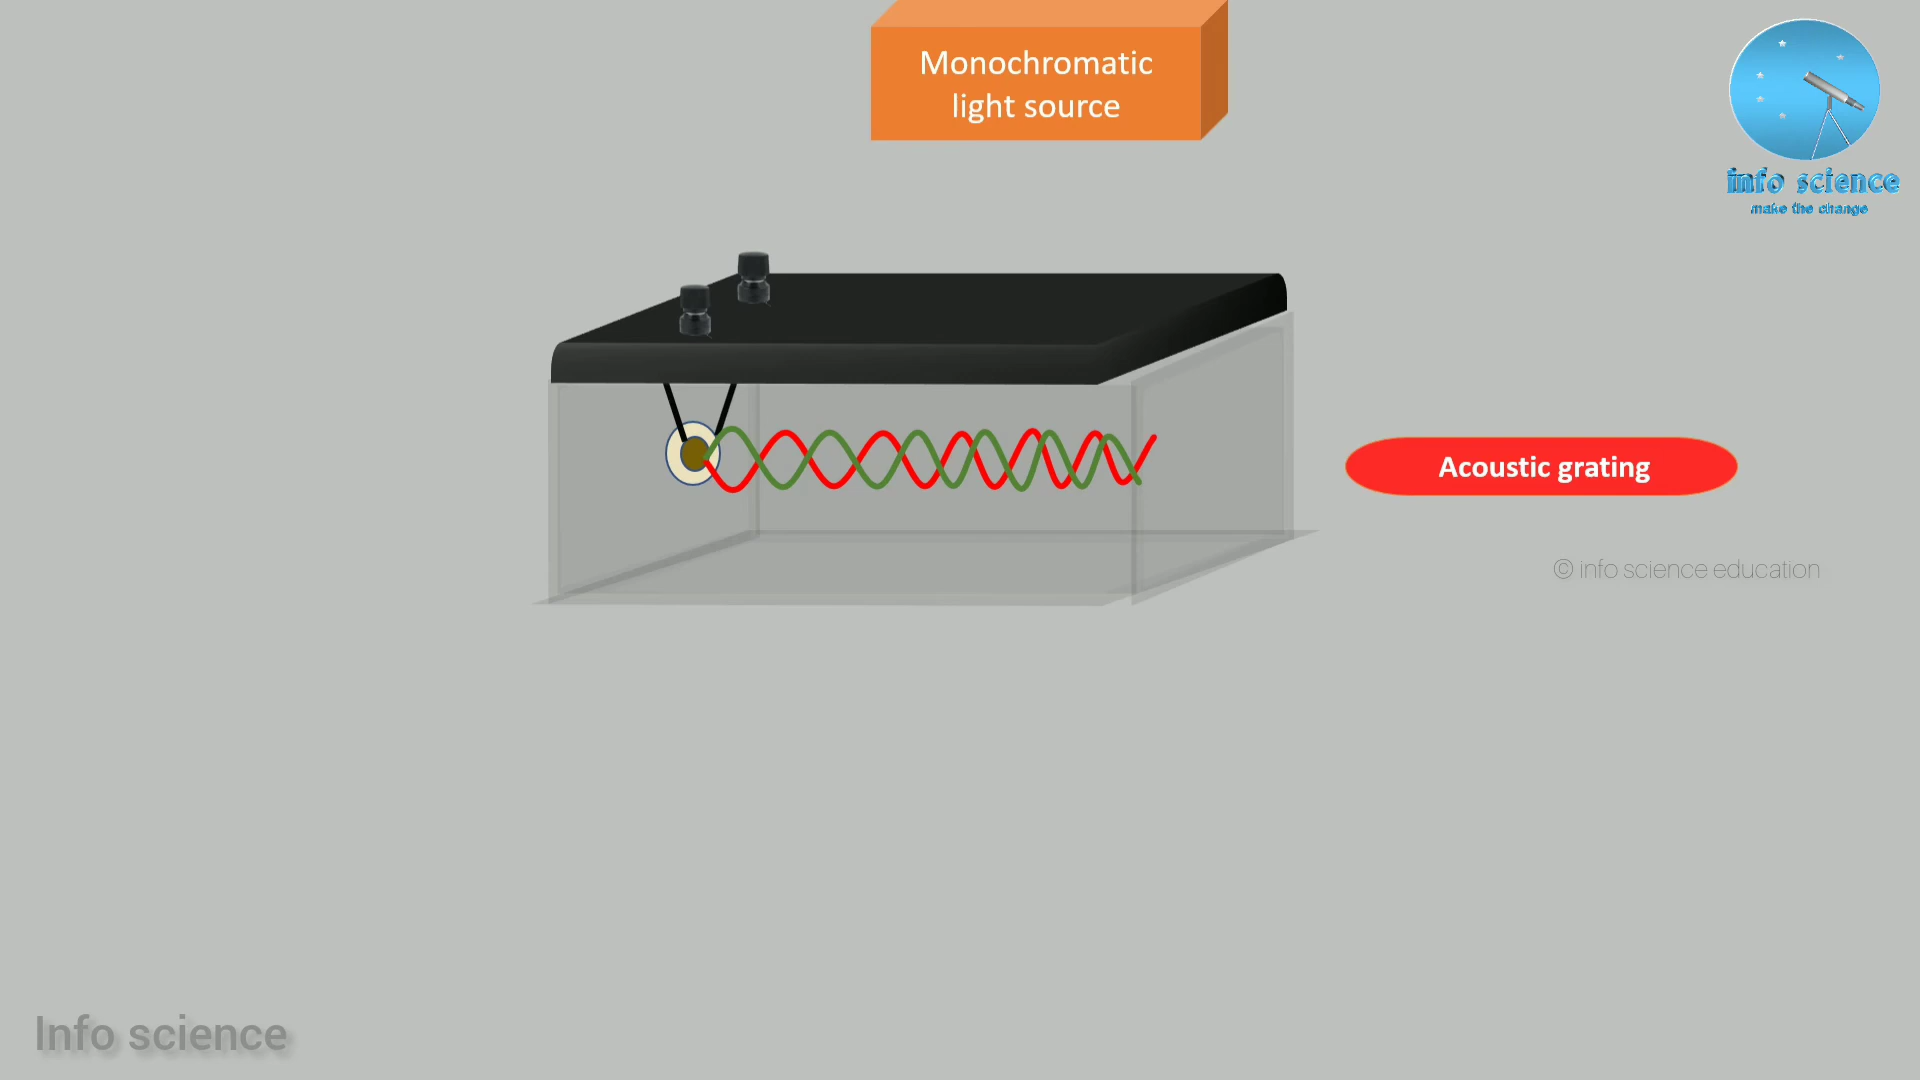 Monochromatic
light source
info science
make the change
Acoustic grating
© info science education
Info science